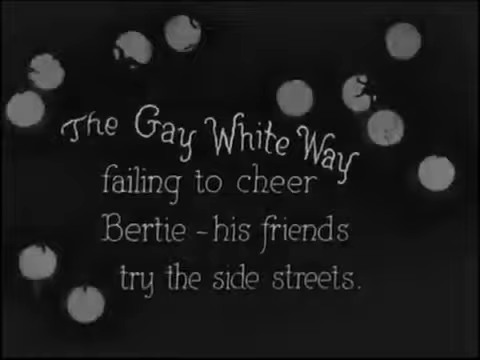 The Gay White Way
failing to cheer
Bertie - his friends
try the side streets.